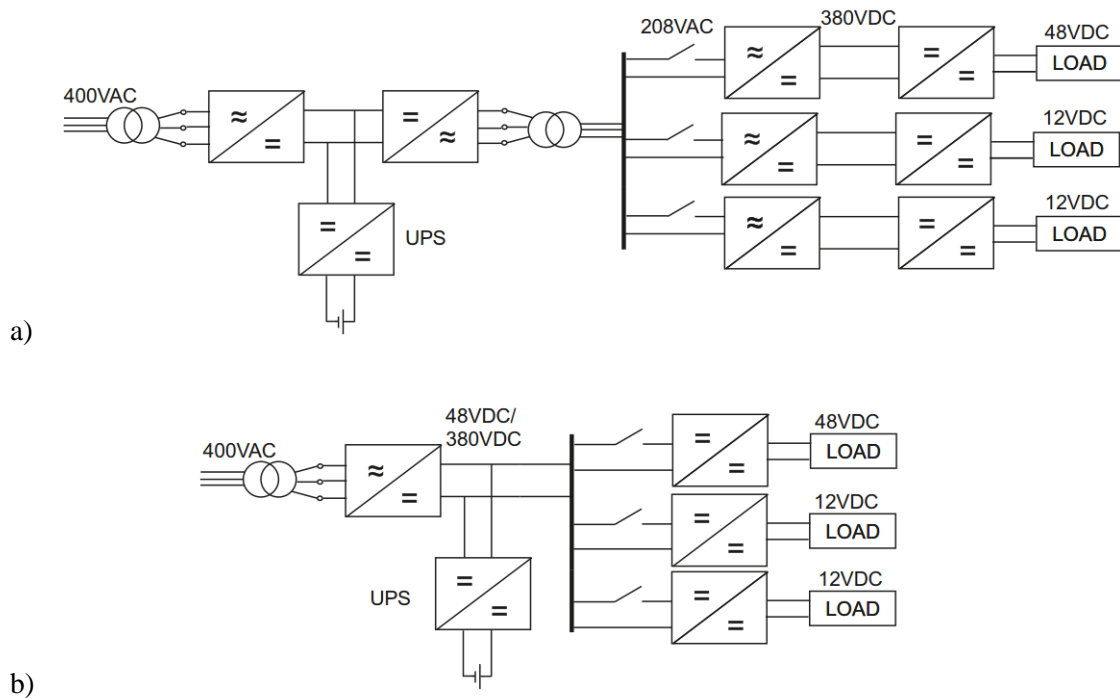 208VAC
380VDC
48VDC
LOAD
400VAC
12VDC
LOAD
UPS
12VDC
LOAD
a)
48VDC/
380VDC
48VDC
LOAD
400VAC
12VDC
LOAD
UPS
12VDC
LOAD
b)